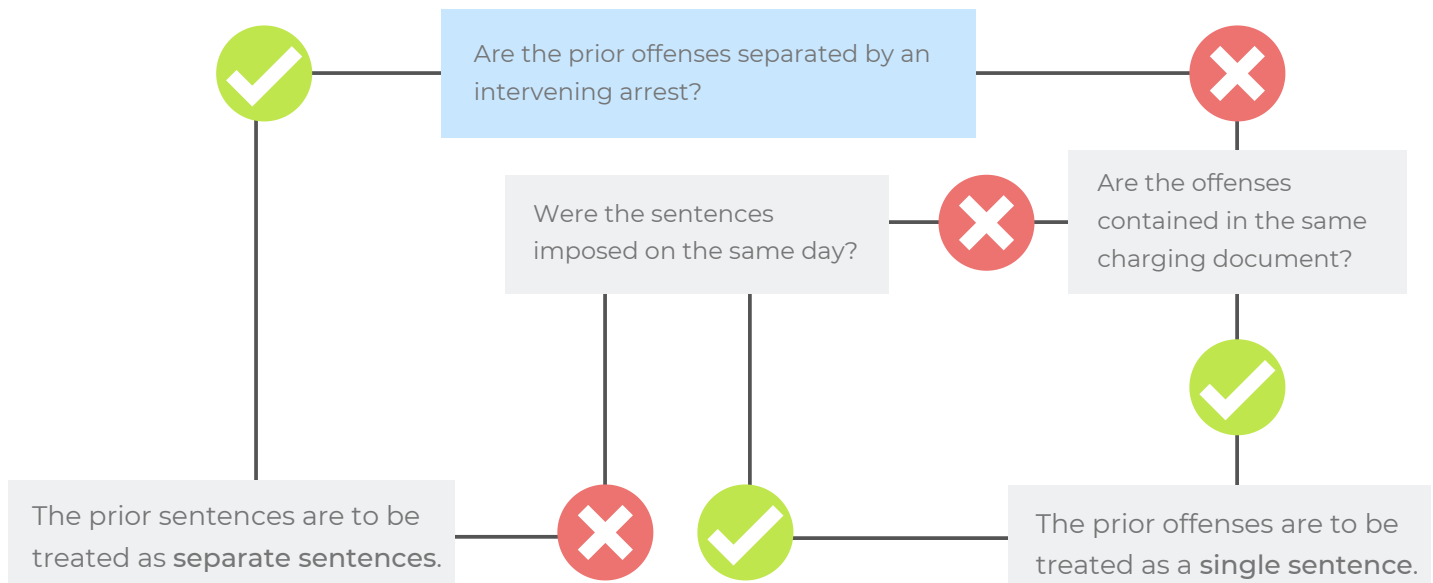 Are the prior offenses separated by an
intervening arrest?
Are the offenses
contained in the same
charging document?
Were the sentences
imposed on the same day?
The prior sentences are to be
treated as separate sentences.
The prior offenses are to be
treated as a single sentence.